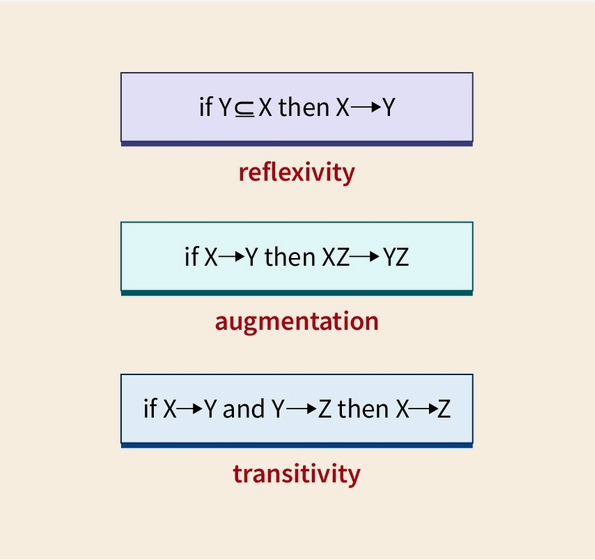 if Y⊆X then X→Y
reflexivity
if X→Y then XZ→YZ
augmentation
if X→Y and Y→Z then X→Z
transitivity